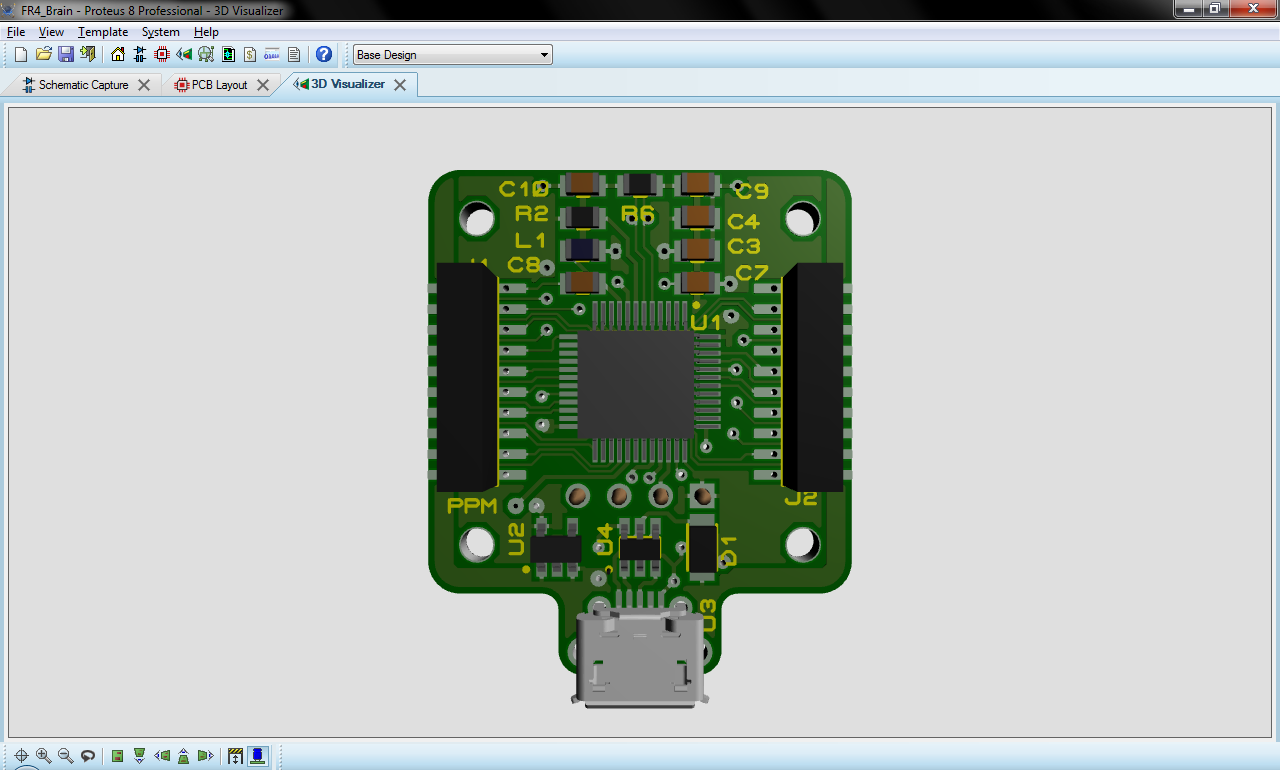 FR4_Brain - Proteus 8 Professional - 3D Visualizer
File View Template System Help
Base Design
Schematic Capture PCB Layout 3D Visualizer
C10 C9
R2 R6 C4
L1 C3
C8 C7
U1
PPM J2
U2 U4 D1
U3